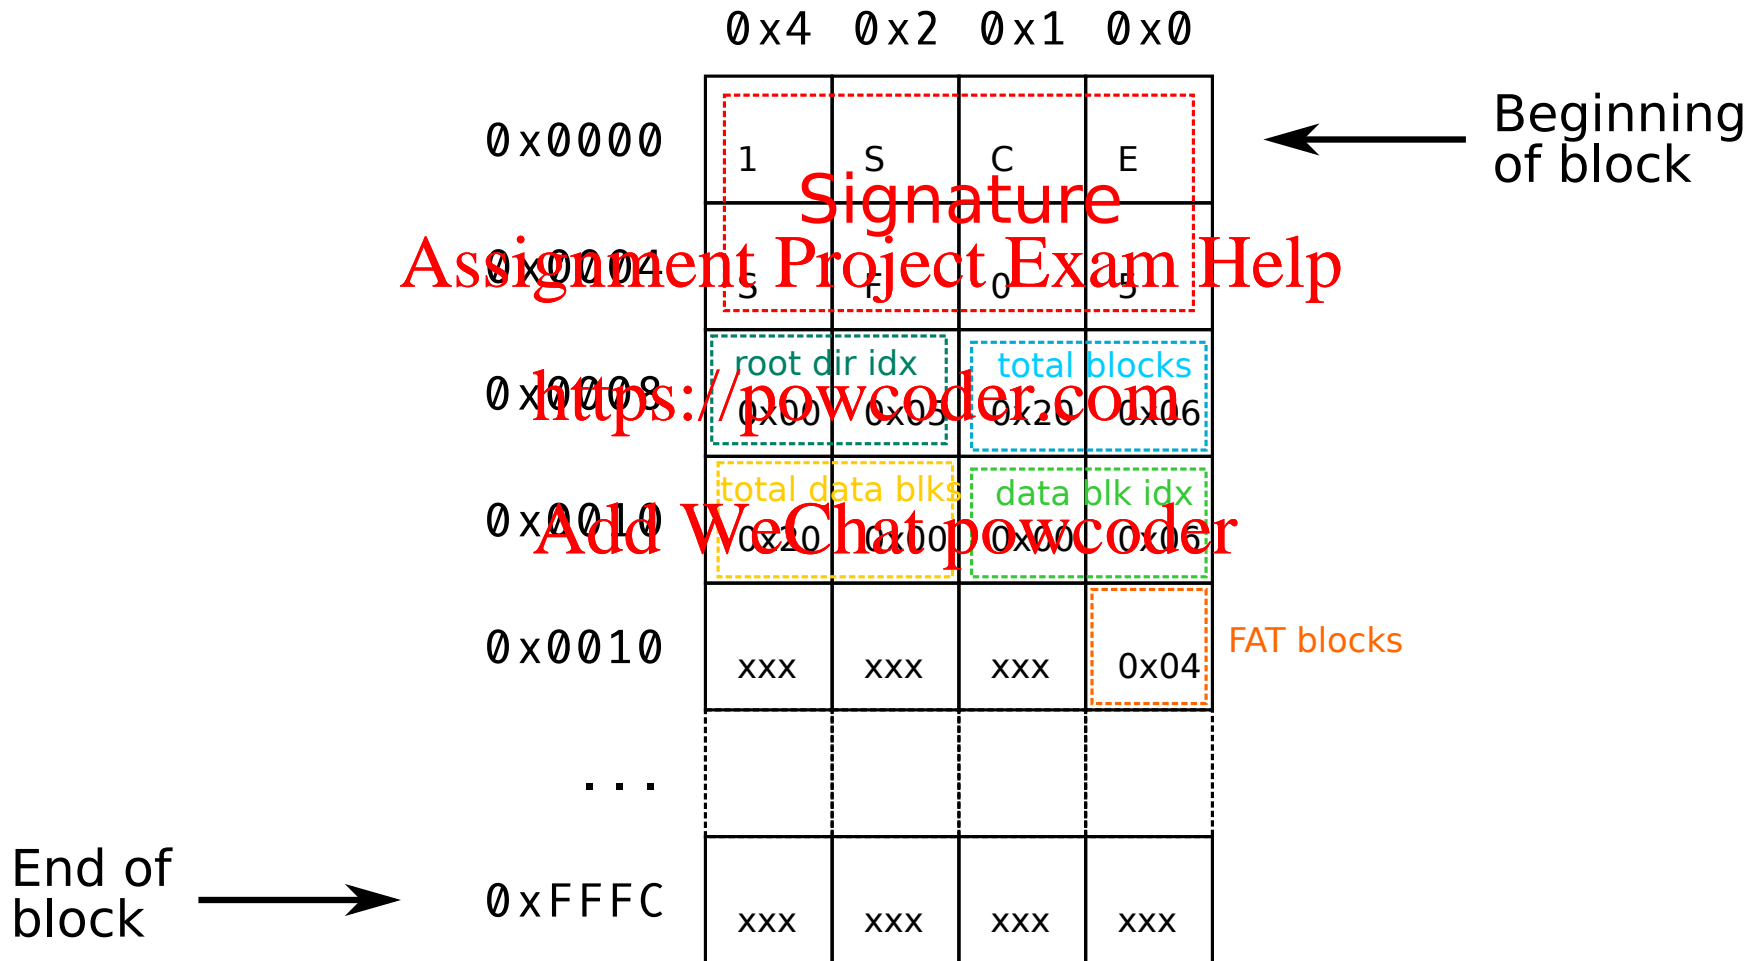 0x4 0x2 0x1 0x0
0x0000 1 S C E
Beginning
of block
Signature
0x0004 S F 0 5
Assignment Project Exam Help
root dir idx total blocks
0x0008 0x00 0x05 0x20 0x06
https://powcoder.com
total data blks data blk idx
0x0010 0x20 0x00 0x00 0x06
Add WeChat powcoder
0x0010 xxx xxx xxx 0x04
FAT blocks
...
End of
block
0xFFFC xxx xxx xxx xxx